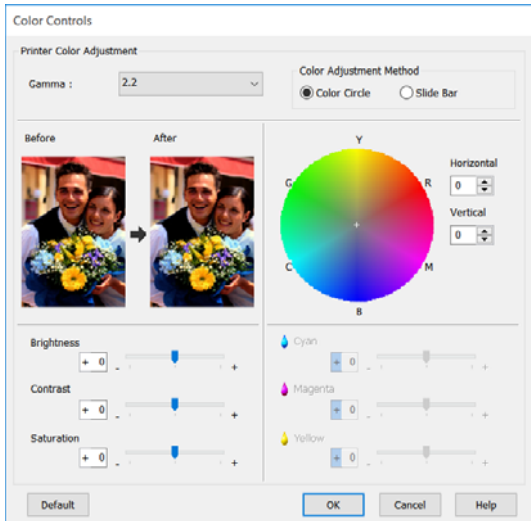 Color Controls
Printer Color Adjustment
Gamma :
2.2
Color Adjustment Method
Color Circle
Slide Bar
Before
After
Y
G
R
C
M
B
Horizontal
0
Vertical
0
Brightness
+ 0
- +
Contrast
+ 0
- +
Saturation
+ 0
- +
Cyan
+ 0
- +
Magenta
+ 0
- +
Yellow
+ 0
- +
Default
OK
Cancel
Help